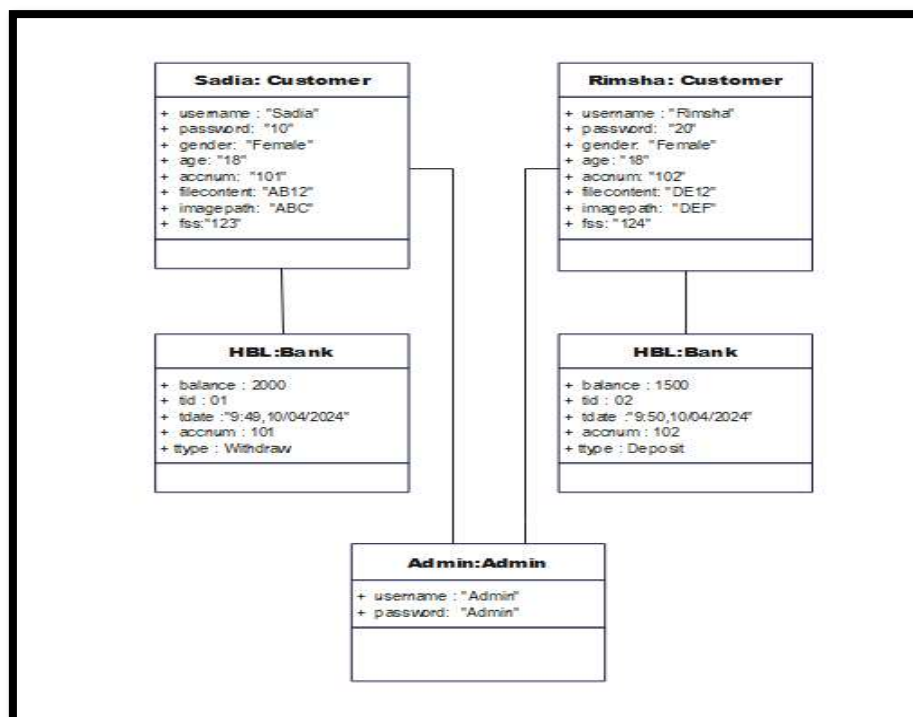 Sadia: Customer
+ username : "Sadia"
+ password: "10"
+ gender: "Female"
+ age: "18"
+ accnum: "101"
+ filecontent: "AB12"
+ imagepath: "ABC"
+ fss:"123"
Rimsha: Customer
+ username : "Rimsha"
+ password: "20"
+ gender: "Female"
+ age: "18"
+ accnum: "102"
+ filecontent: "DE12"
+ imagepath: "DEF"
+ fss: "124"
HBL:Bank
+ balance : 2000
+ tid : 01
+ tdate :"9:49,10/04/2024"
+ accnum : 101
+ ttype : Withdraw
HBL:Bank
+ balance : 1500
+ tid : 02
+ tdate :"9:50,10/04/2024"
+ accnum : 102
+ ttype : Deposit
Admin:Admin
+ username : "Admin"
+ password: "Admin"